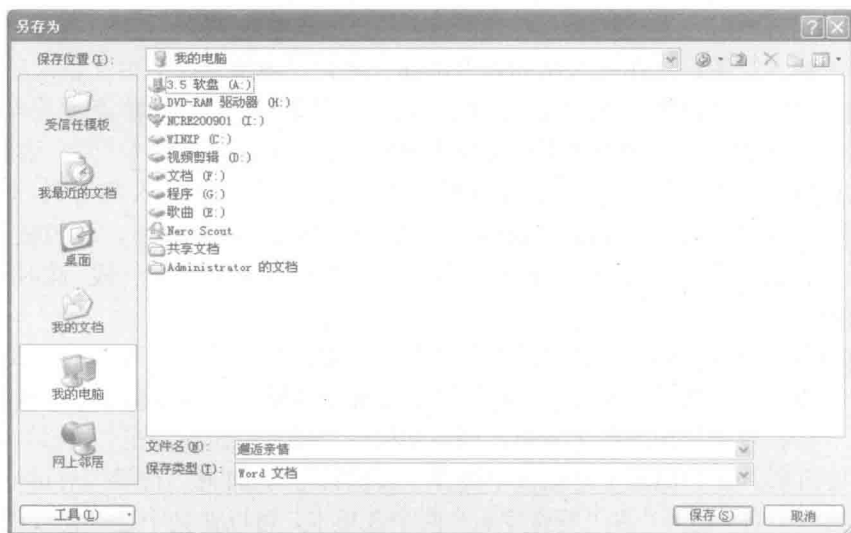 另存为
保存位置(I): 我的电脑
受信任模板
我最近的文档
桌面
我的文档
我的电脑
网上邻居
3.5 软盘 (A:)
DVD-RAM 驱动器 (H:)
NCRE200901 (I:)
WINXP (C:)
视频剪辑 (D:)
文档 (F:)
程序 (G:)
歌曲 (E:)
Nero Scout
共享文档
Administrator 的文档
文件名(N): 邂逅亲情
保存类型(T): Word 文档
工具(L)
保存(S)
取消